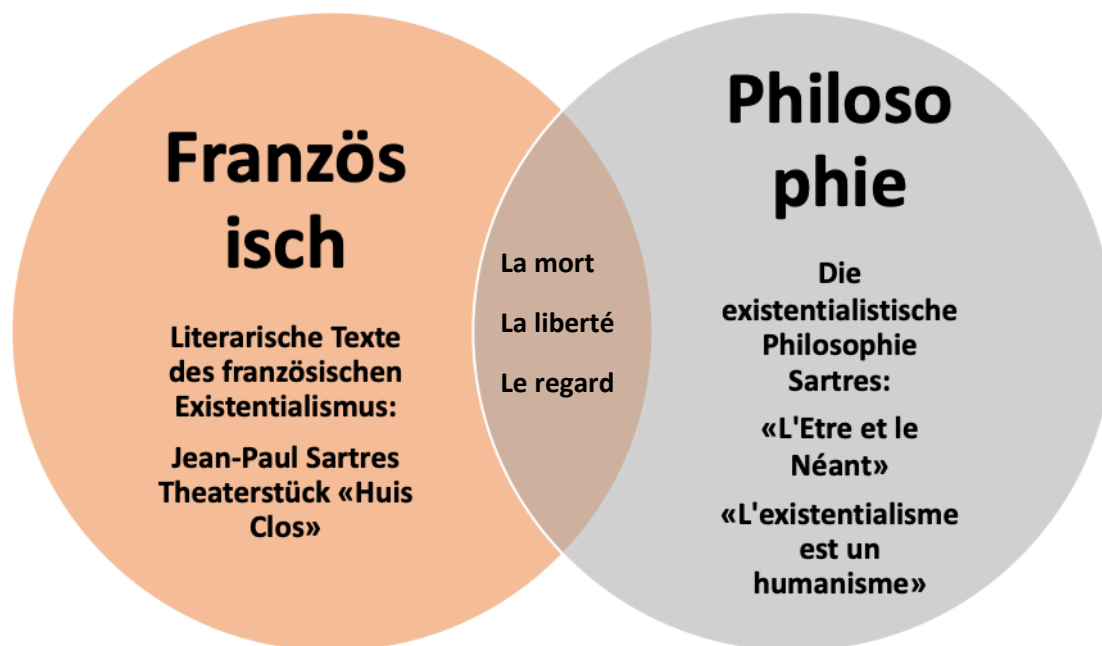 Französ
isch
Literarische Texte
des französischen
Existentialismus:
Jean-Paul Sartres
Theaterstück «Huis
Clos»
La mort
La liberté
Le regard
Philoso
phie
Die
existentialistische
Philosophie
Sartres:
«L'Etre et le
Néant»
«L'existentialisme
est un
humanisme»